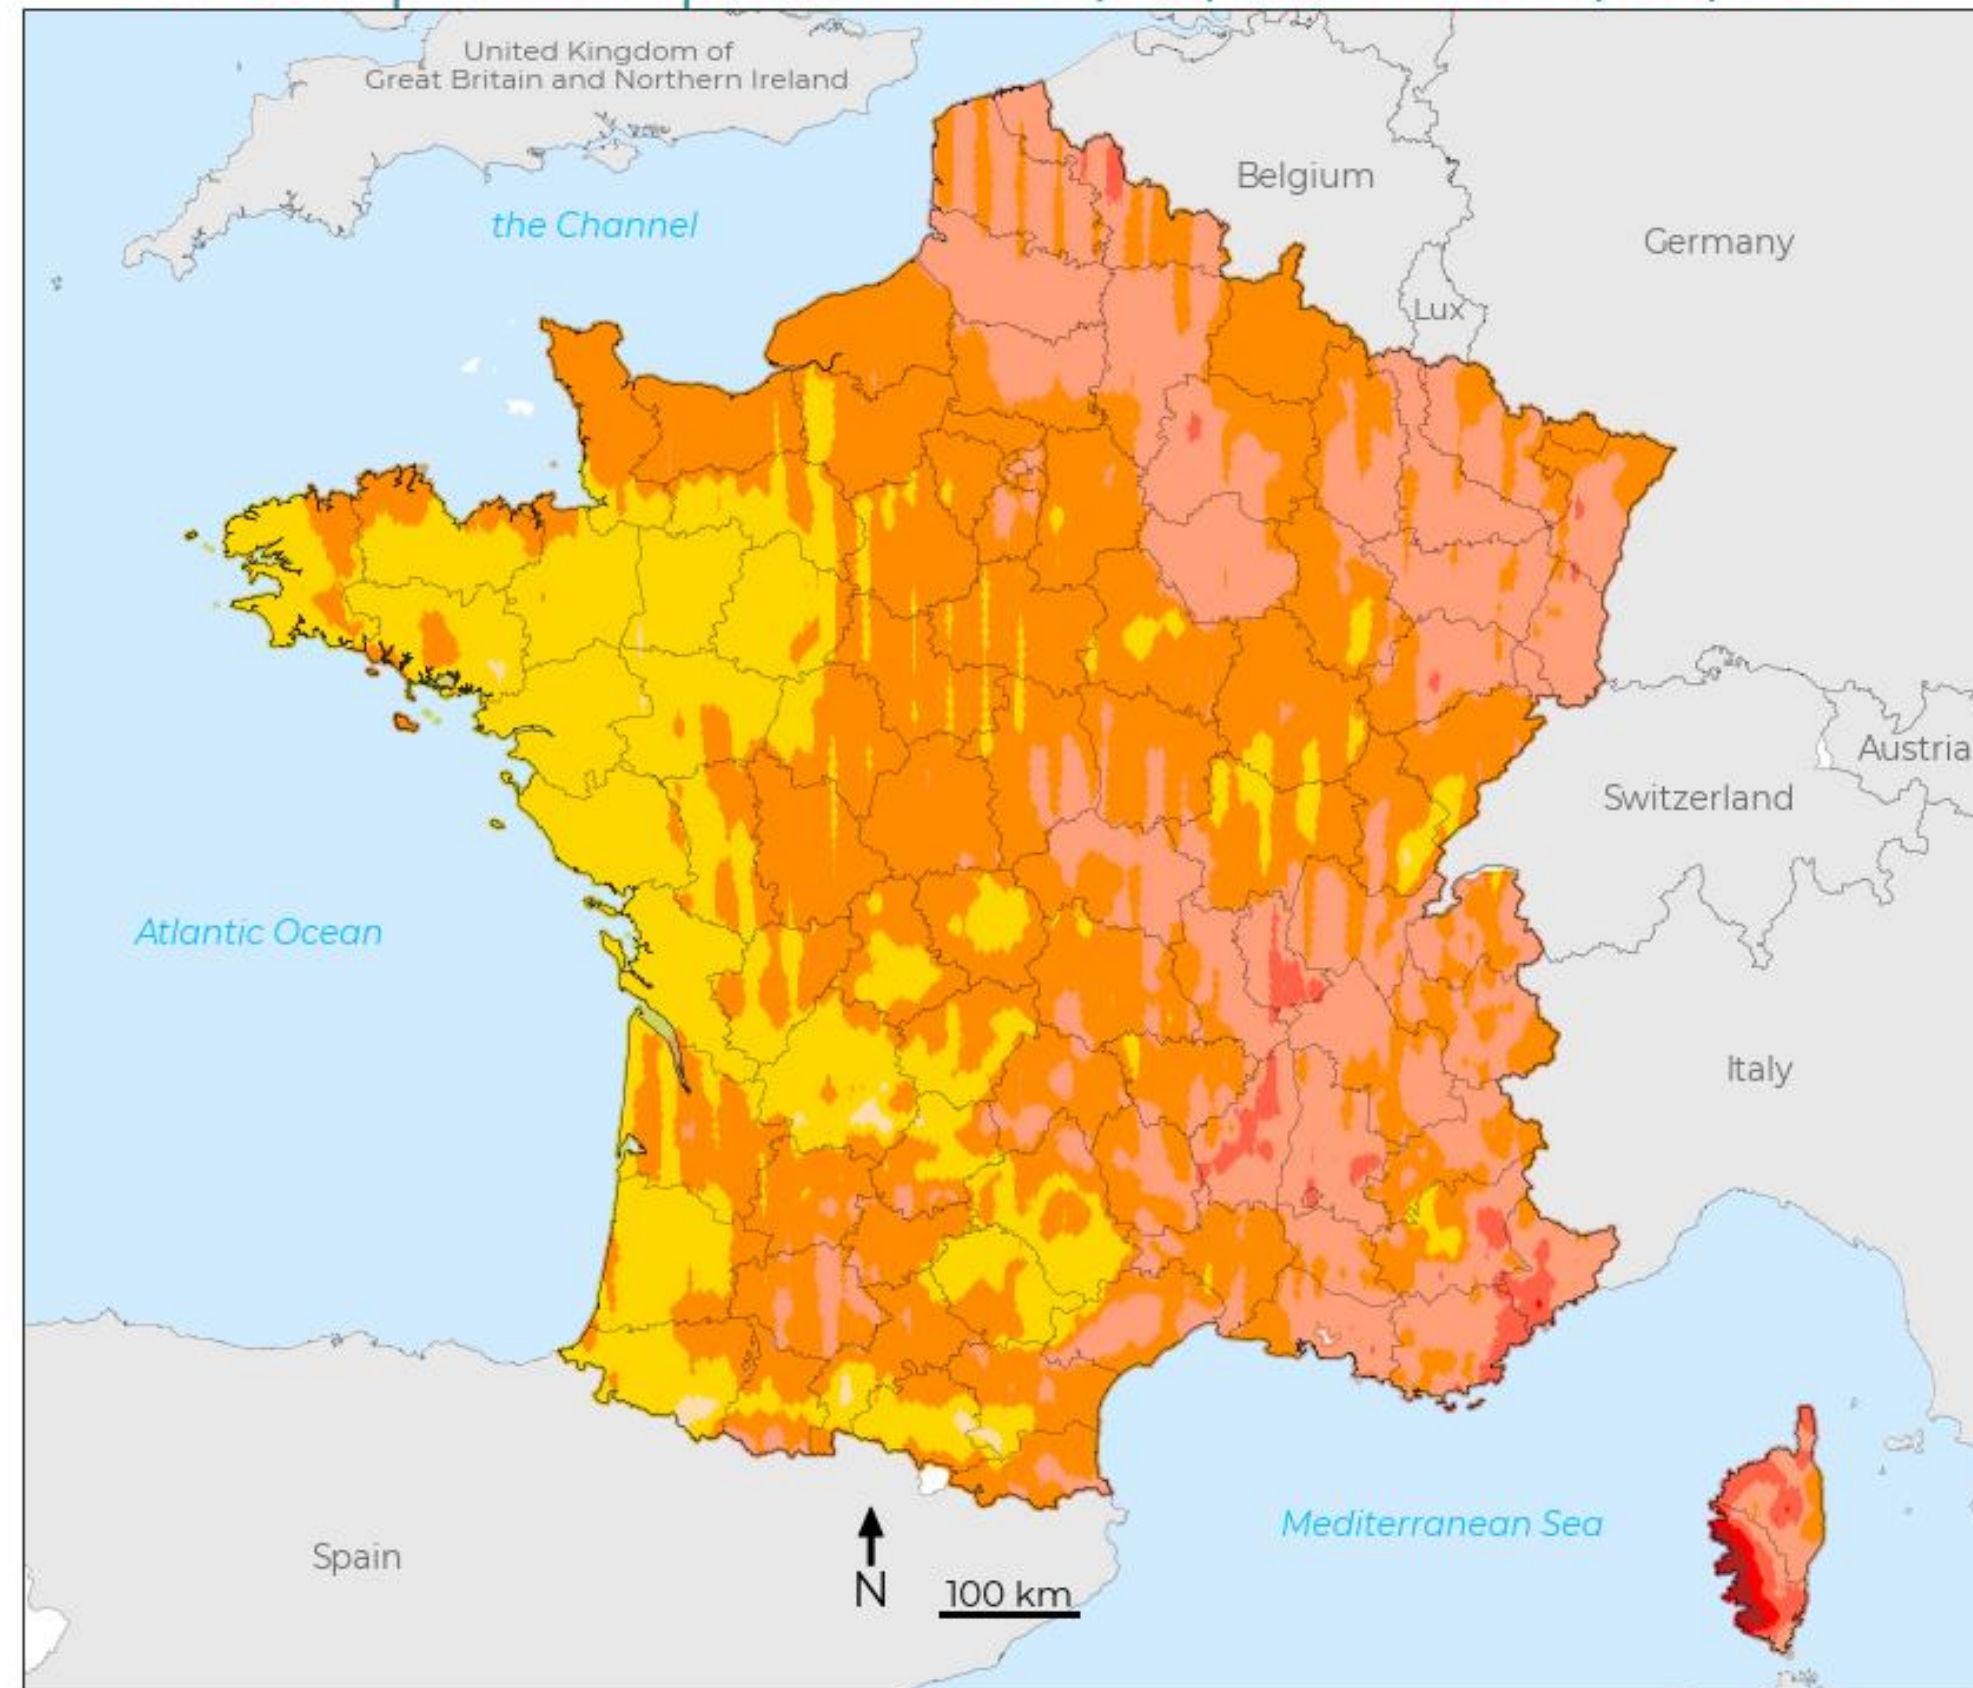 United Kingdom of
Great Britain and Northern Ireland
Belgium
the Channel
Germany
Lux
Austria
Switzerland
Atlantic Ocean
Italy
Mediterranean Sea
Spain
N
100 km